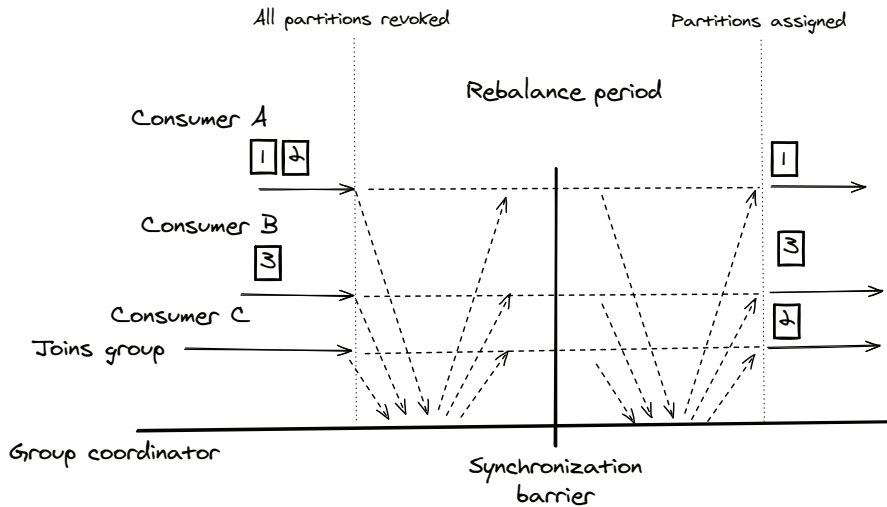 All partitions revoked
Partitions assigned
Rebalance period
Consumer A
1 2
1
Consumer B
3
3
Consumer C
2
Joins group
Group coordinator
Synchronization
barrier